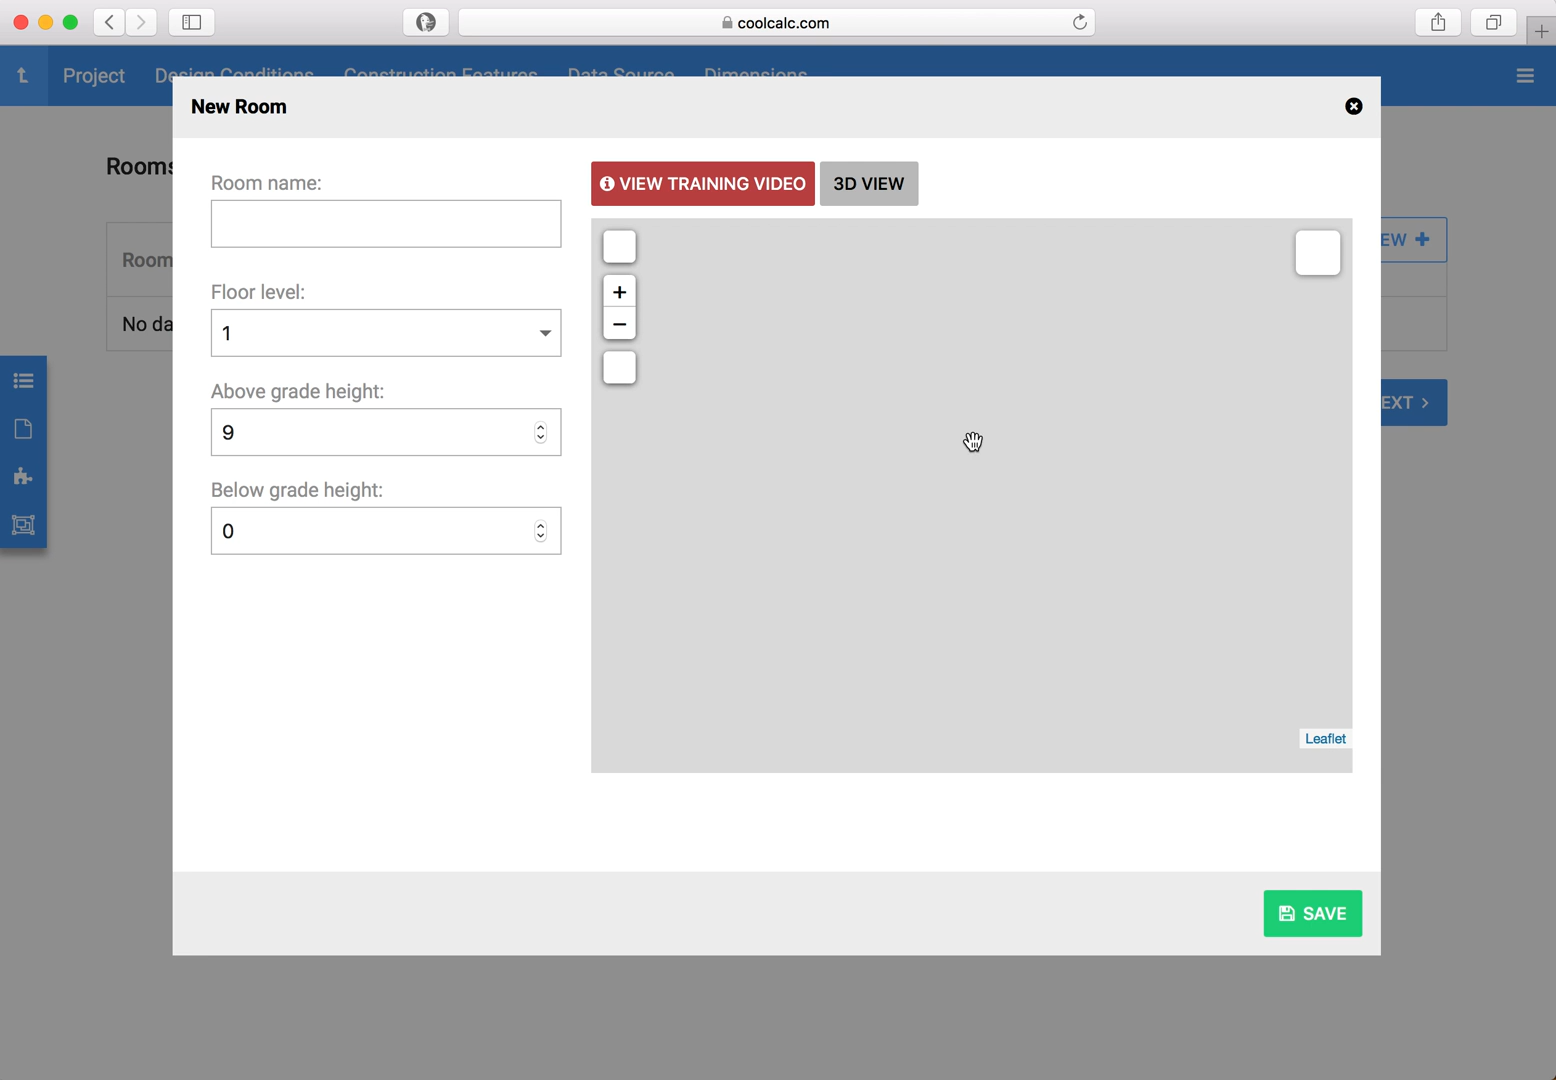 coolcalc.com
Project Design Conditions Construction Features Data Source Dimensions
New Room
Rooms
Room name:
VIEW TRAINING VIDEO
3D VIEW
EW +
Room
+
Floor level:
No da
1
−
Above grade height:
EXT >
9
Below grade height:
0
Leaflet
SAVE